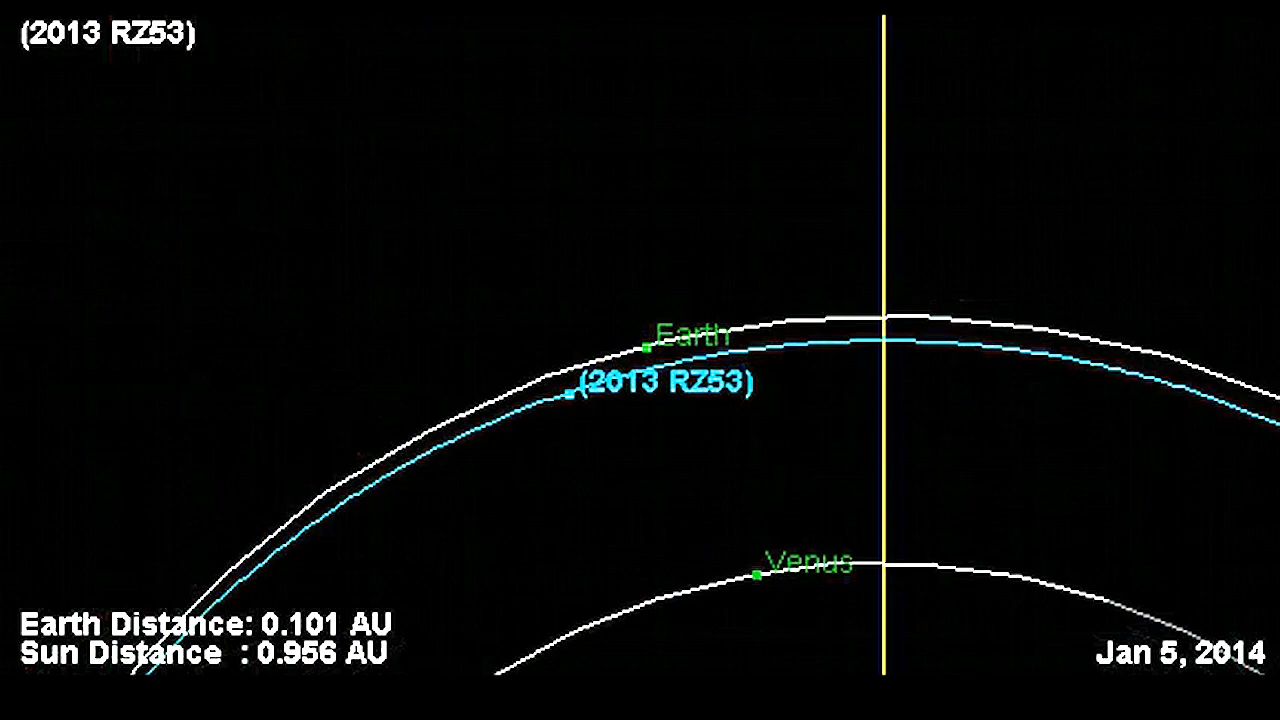 (2013 RZ53)
Earth
(2013 RZ53)
Venus
Earth Distance: 0.101 AU
Sun Distance : 0.956 AU
Jan 5, 2014